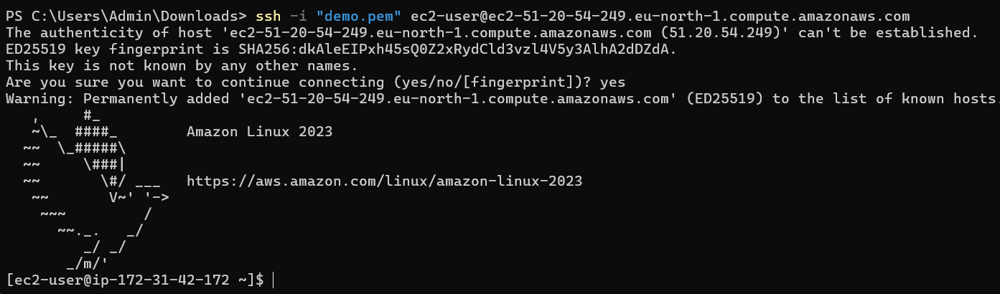 PS C:\Users\Admin\Downloads> ssh -i "demo.pem" ec2-user@ec2-51-20-54-249.eu-north-1.compute.amazonaws.com
The authenticity of host 'ec2-51-20-54-249.eu-north-1.compute.amazonaws.com (51.20.54.249)' can't be established.
ED25519 key fingerprint is SHA256:dkAleEIPxh45sQ0Z2xRydCld3vzl4V5y3AlhA2dDZdA.
This key is not known by any other names.
Are you sure you want to continue connecting (yes/no/[fingerprint])? yes
Warning: Permanently added 'ec2-51-20-54-249.eu-north-1.compute.amazonaws.com' (ED25519) to the list of known hosts.
   ,     #_
   ~\_  ####_        Amazon Linux 2023
  ~~  \_#####\
  ~~     \###|
  ~~       \#/ ___   https://aws.amazon.com/linux/amazon-linux-2023
   ~~       V~' '->
    ~~~         /
      ~~._.   _/
         _/ _/
       _/m/'
[ec2-user@ip-172-31-42-172 ~]$